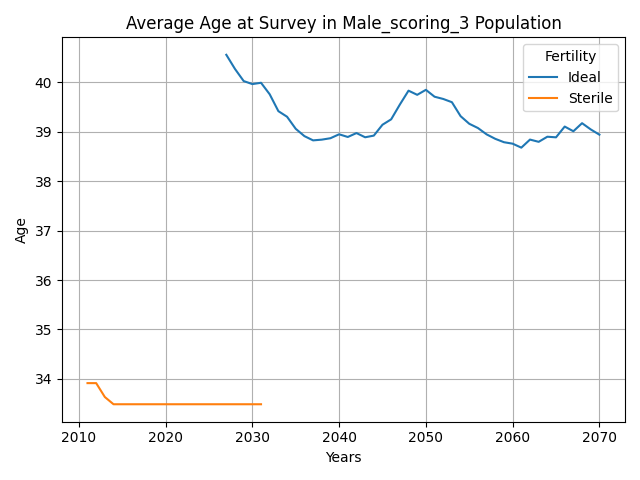 Average Age at Survey in Male_scoring_3 Population
Fertility
Ideal
Sterile
Age
40
39
38
37
36
35
34
2010 2020 2030 2040 2050 2060 2070
Years